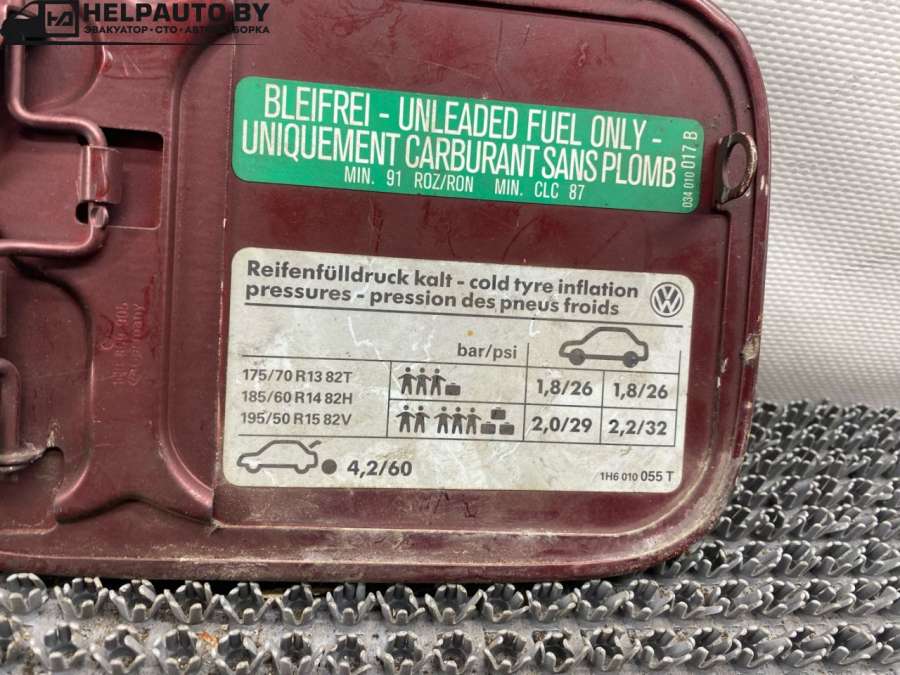 HELPAUTO.BY
ЭВАКУАТОР · СТО · АВТОРАЗБОРКА
BLEIFREI - UNLEADED FUEL ONLY -
UNIQUEMENT CARBURANT SANS PLOMB
MIN. 91 ROZ/RON MIN. CLC 87
034 010 017 B
Reifenfülldruck kalt - cold tyre inflation
pressures - pression des pneus froids
bar/psi
175/70 R13 82T
185/60 R14 82H
195/50 R15 82V
1,8/26 1,8/26
2,0/29 2,2/32
4,2/60
1H6 010 055 T